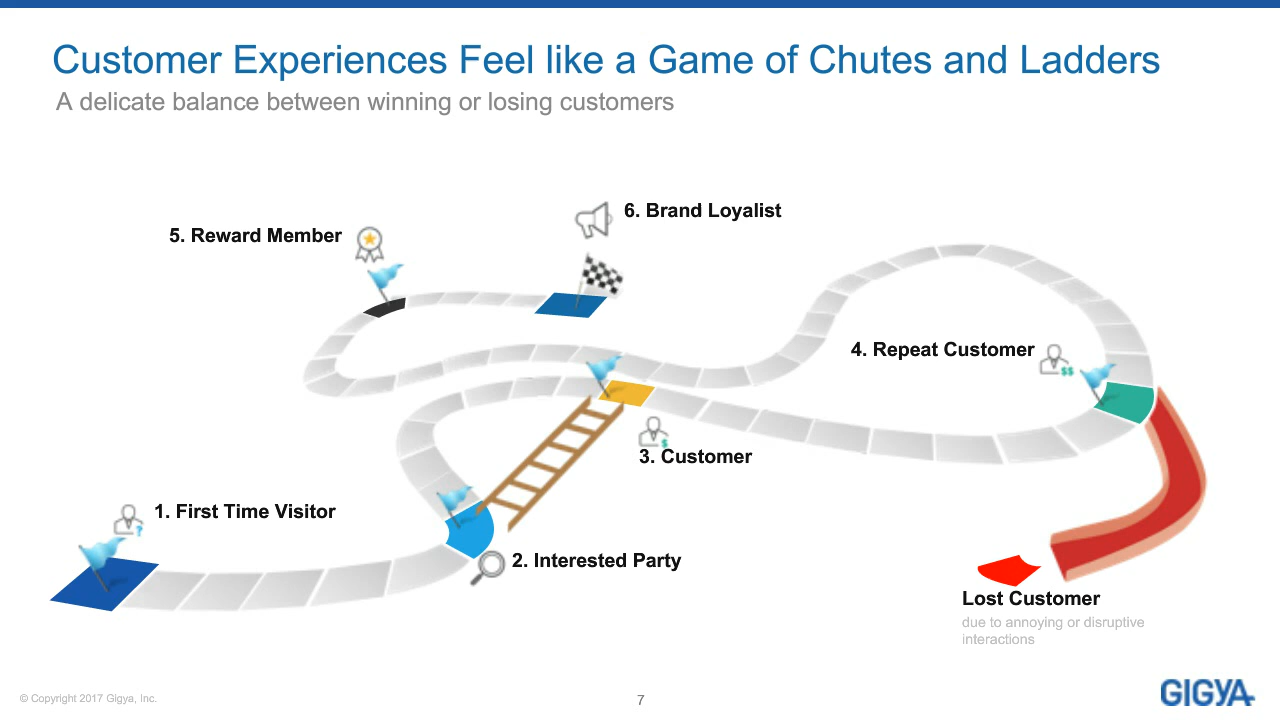 Customer Experiences Feel like a Game of Chutes and Ladders
A delicate balance between winning or losing customers
6. Brand Loyalist
5. Reward Member
4. Repeat Customer
$$
$
3. Customer
1. First Time Visitor
?
2. Interested Party
Lost Customer
due to annoying or disruptive
interactions
© Copyright 2017 Gigya, Inc.
7
GIGYA